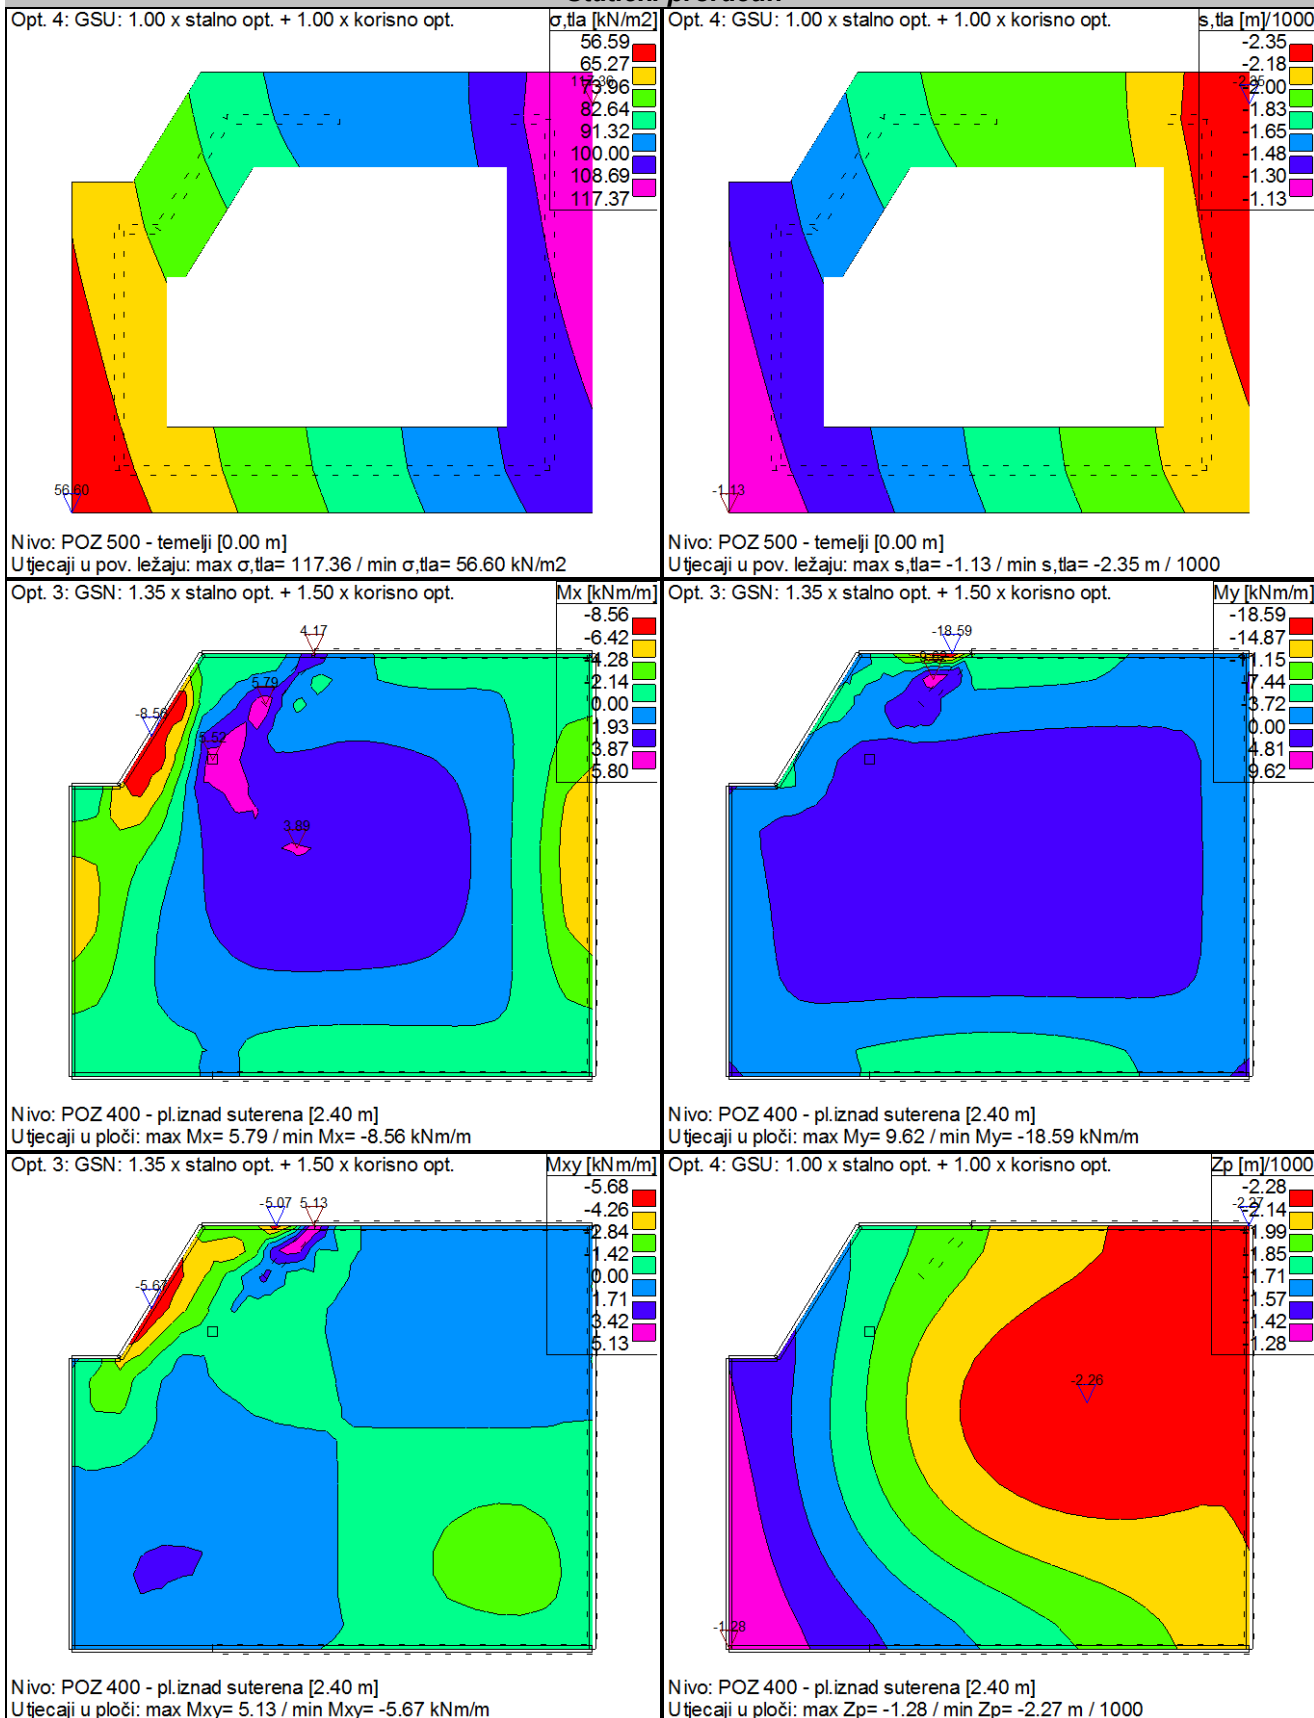 Opt. 4: GSU: 1.00 x stalno opt. + 1.00 x korisno opt.
σ,tla [kN/m2]
56.59
65.27
73.96
117.36
82.64
91.32
100.00
108.69
117.37
56.60
Nivo: POZ 500 - temelji [0.00 m]
Utjecaji u pov. ležaju: max σ,tla= 117.36 / min σ,tla= 56.60 kN/m2
Opt. 4: GSU: 1.00 x stalno opt. + 1.00 x korisno opt.
s,tla [m]/1000
-2.35
-2.18
-2.35
-2.00
-1.83
-1.65
-1.48
-1.30
-1.13
-1.13
Nivo: POZ 500 - temelji [0.00 m]
Utjecaji u pov. ležaju: max s,tla= -1.13 / min s,tla= -2.35 m / 1000
Opt. 3: GSN: 1.35 x stalno opt. + 1.50 x korisno opt.
Mx [kNm/m]
-8.56
-6.42
-4.28
-2.14
0.00
1.93
3.87
5.80
4.17
5.79
-8.56
5.52
3.89
Nivo: POZ 400 - pl.iznad suterena [2.40 m]
Utjecaji u ploči: max Mx= 5.79 / min Mx= -8.56 kNm/m
Opt. 3: GSN: 1.35 x stalno opt. + 1.50 x korisno opt.
My [kNm/m]
-18.59
-14.87
-11.15
-7.44
-3.72
0.00
4.81
9.62
-18.59
9.62
Nivo: POZ 400 - pl.iznad suterena [2.40 m]
Utjecaji u ploči: max My= 9.62 / min My= -18.59 kNm/m
Opt. 3: GSN: 1.35 x stalno opt. + 1.50 x korisno opt.
Mxy [kNm/m]
-5.68
-4.26
-2.84
-1.42
0.00
1.71
3.42
5.13
-5.07 5.13
-5.67
Nivo: POZ 400 - pl.iznad suterena [2.40 m]
Utjecaji u ploči: max Mxy= 5.13 / min Mxy= -5.67 kNm/m
Opt. 4: GSU: 1.00 x stalno opt. + 1.00 x korisno opt.
Zp [m]/1000
-2.28
-2.27
-2.14
-1.99
-1.85
-1.71
-1.57
-1.42
-1.28
-2.26
-1.28
Nivo: POZ 400 - pl.iznad suterena [2.40 m]
Utjecaji u ploči: max Zp= -1.28 / min Zp= -2.27 m / 1000